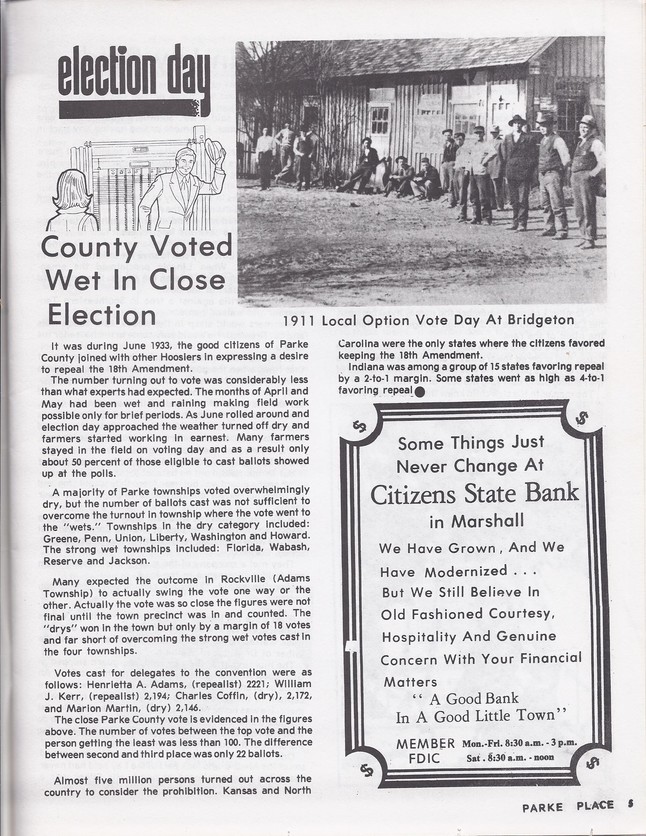 election day
County Voted
Wet In Close
Election
1911 Local Option Vote Day At Bridgeton
It was during June 1933, the good citizens of Parke
County joined with other Hoosiers in expressing a desire
to repeal the 18th Amendment.
The number turning out to vote was considerably less
than what experts had expected. The months of April and
May had been wet and raining making field work
possible only for brief periods. As June rolled around and
election day approached the weather turned off dry and
farmers started working in earnest. Many farmers
stayed in the field on voting day and as a result only
about 50 percent of those eligible to cast ballots showed
up at the polls.
A majority of Parke townships voted overwhelmingly
dry, but the number of ballots cast was not sufficient to
overcome the turnout in township where the vote went to
the "wets." Townships in the dry category included:
Greene, Penn, Union, Liberty, Washington and Howard.
The strong wet townships included: Florida, Wabash,
Reserve and Jackson.
Many expected the outcome in Rockville (Adams
Township) to actually swing the vote one way or the
other. Actually the vote was so close the figures were not
final until the town precinct was in and counted. The
"drys" won in the town but only by a margin of 18 votes
and far short of overcoming the strong wet votes cast in
the four townships.
Votes cast for delegates to the convention were as
follows: Henrietta A. Adams, (repealist) 2221; William
J. Kerr, (repealist) 2,194; Charles Coffin, (dry), 2,172,
and Marion Martin, (dry) 2,146.
The close Parke County vote is evidenced in the figures
above. The number of votes between the top vote and the
person getting the least was less than 100. The difference
between second and third place was only 22 ballots.
Almost five million persons turned out across the
country to consider the prohibition. Kansas and North
Carolina were the only states where the citizens favored
keeping the 18th Amendment.
Indiana was among a group of 15 states favoring repeal
by a 2-to-1 margin. Some states went as high as 4-to-1
favoring repeal
$ $
Some Things Just
Never Change At
Citizens State Bank
in Marshall
We Have Grown, And We
Have Modernized . . .
But We Still Believe In
Old Fashioned Courtesy,
Hospitality And Genuine
Concern With Your Financial
Matters
" A Good Bank
In A Good Little Town"
MEMBER Mon.-Fri. 8:30 a.m. - 3 p.m.
FDIC Sat. 8:30 a.m. - noon
$ $
PARKE PLACE 5